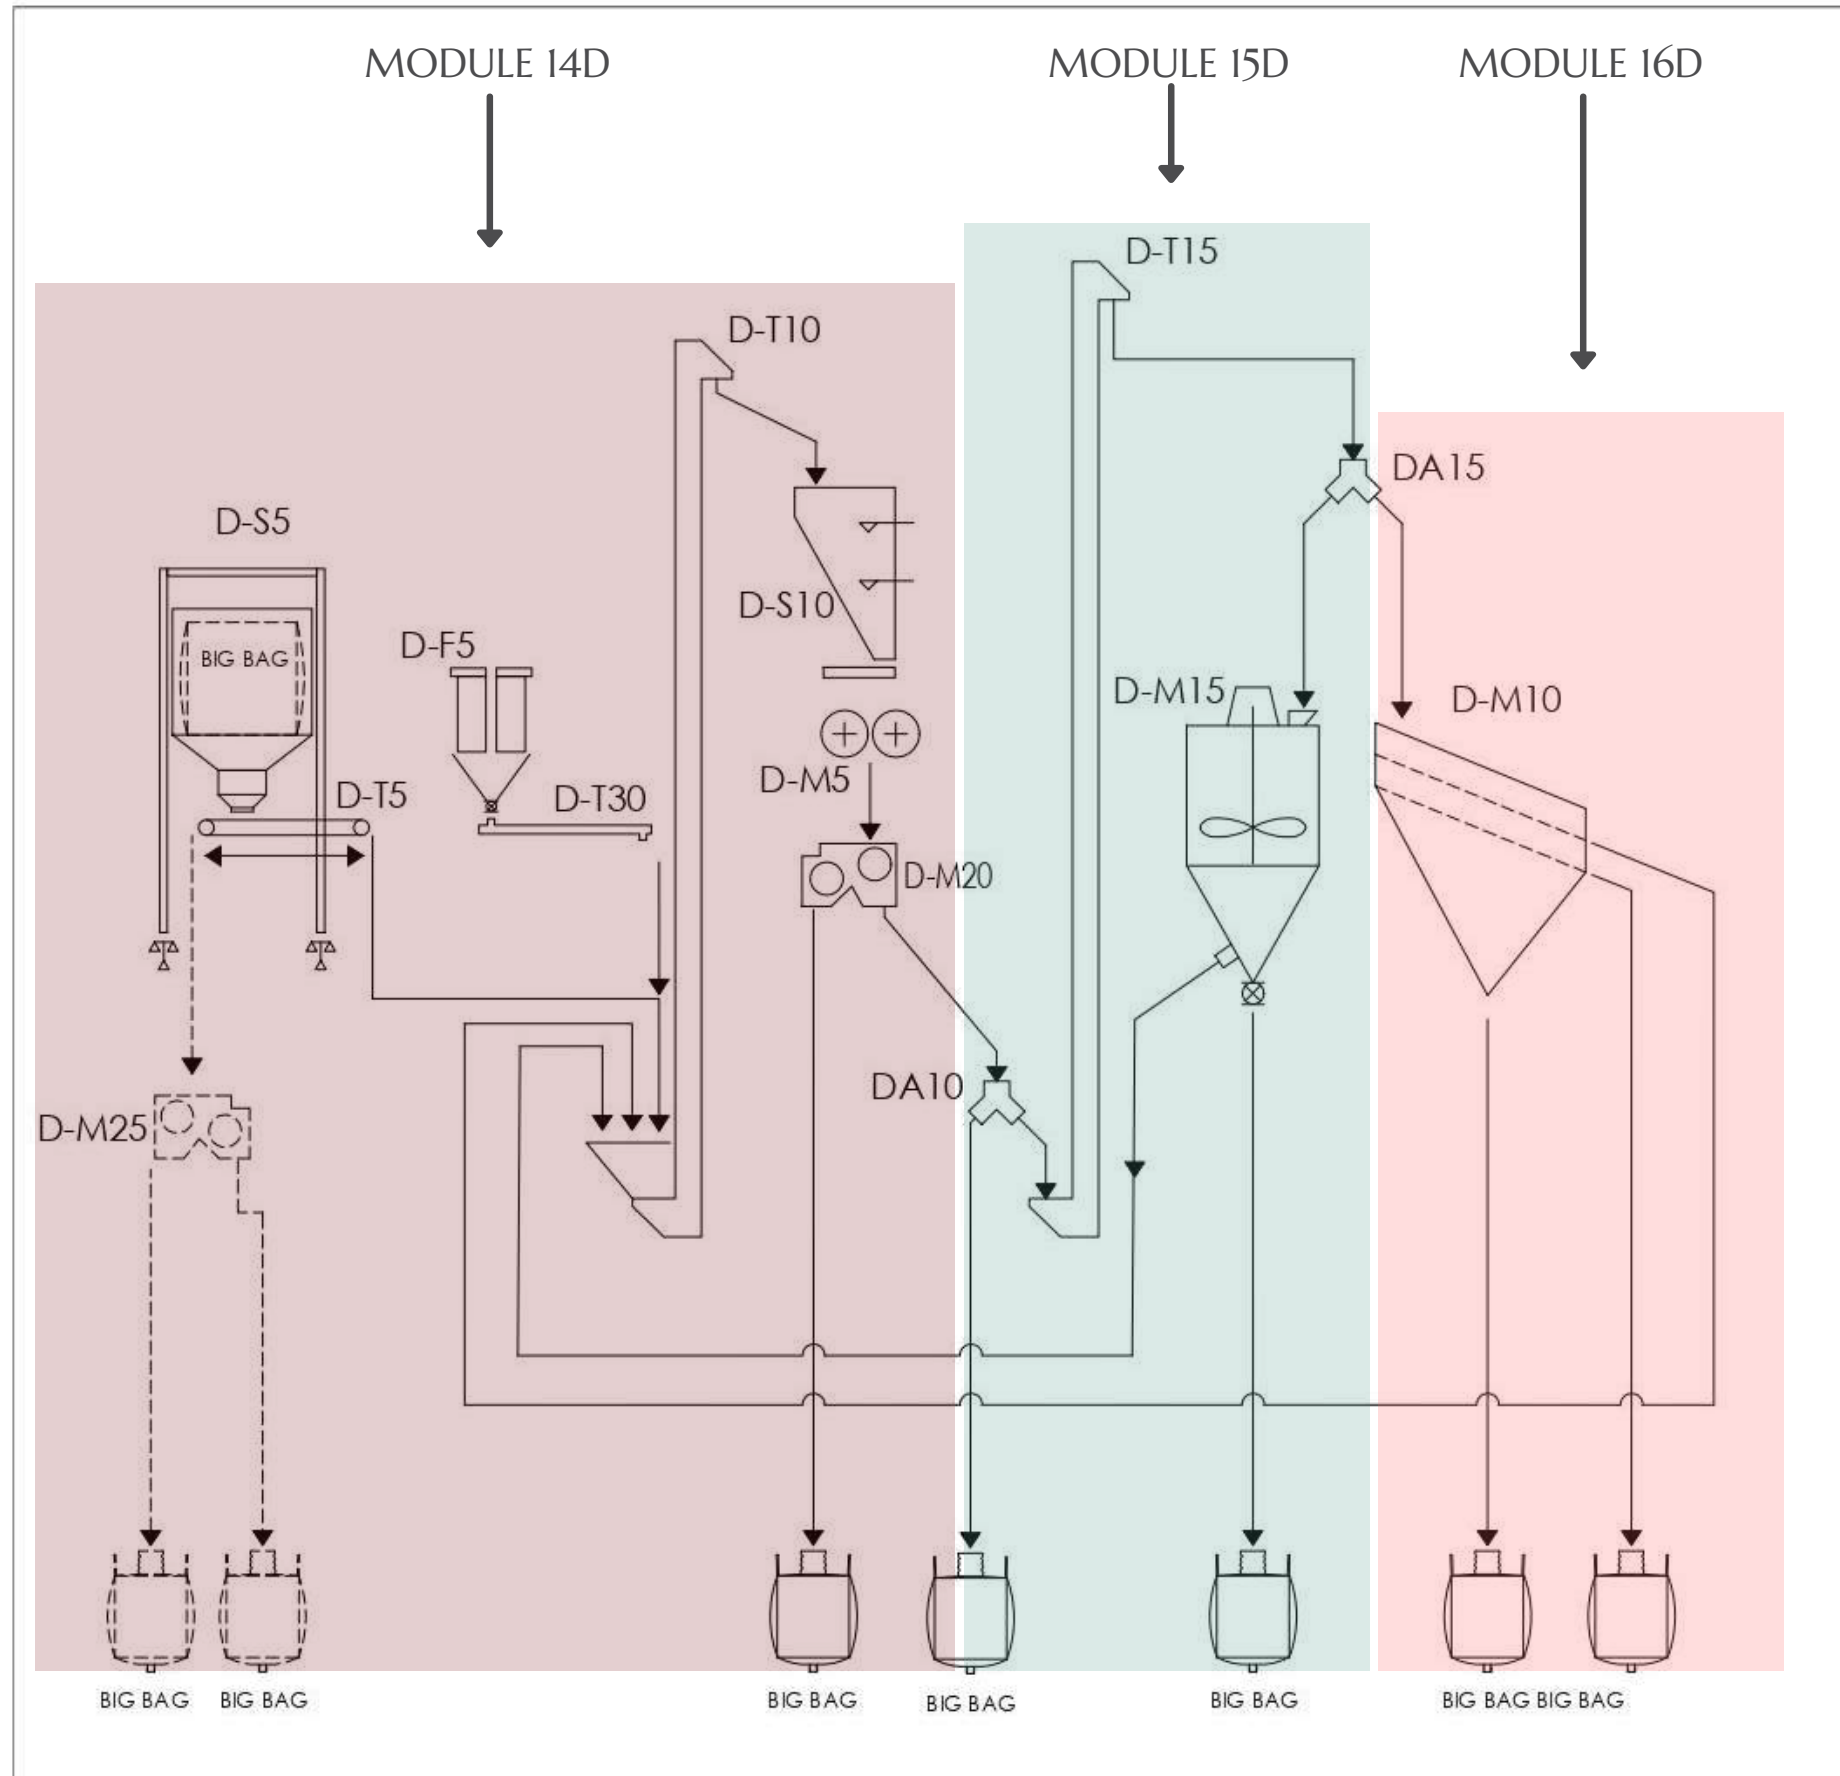 MODULE 14D
MODULE 15D
MODULE 16D
D-T15
D-T10
DA15
D-S5
D-S10
D-F5
BIG BAG
D-M15
D-M10
D-M5
D-T5
D-T30
D-M20
DA10
D-M25
BIG BAG
BIG BAG
BIG BAG
BIG BAG
BIG BAG
BIG BAG BIG BAG